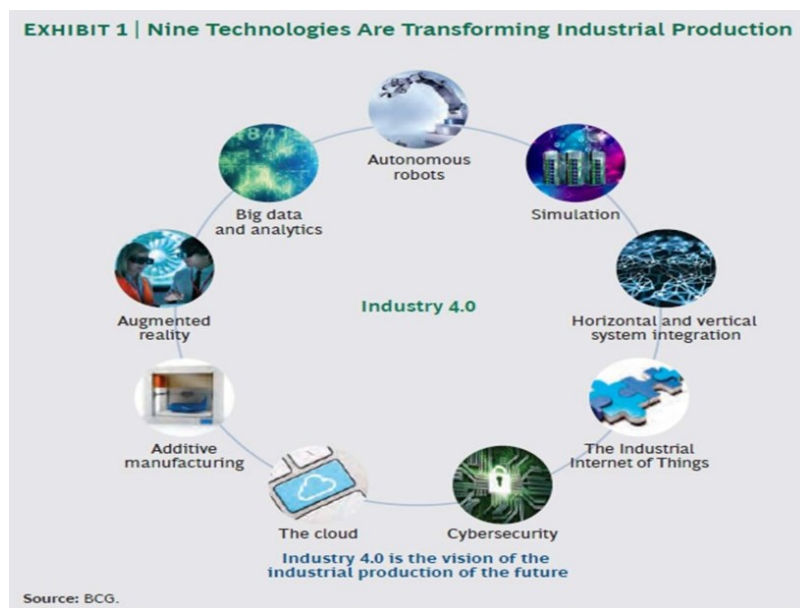 EXHIBIT 1 | Nine Technologies Are Transforming Industrial Production
4841
Autonomous
robots
Big data
and analytics
Simulation
Augmented
reality
Industry 4.0
Horizontal and vertical
system integration
Additive
manufacturing
The Industrial
Internet of Things
The cloud
Cybersecurity
Industry 4.0 is the vision of the
industrial production of the future
Source: BCG.